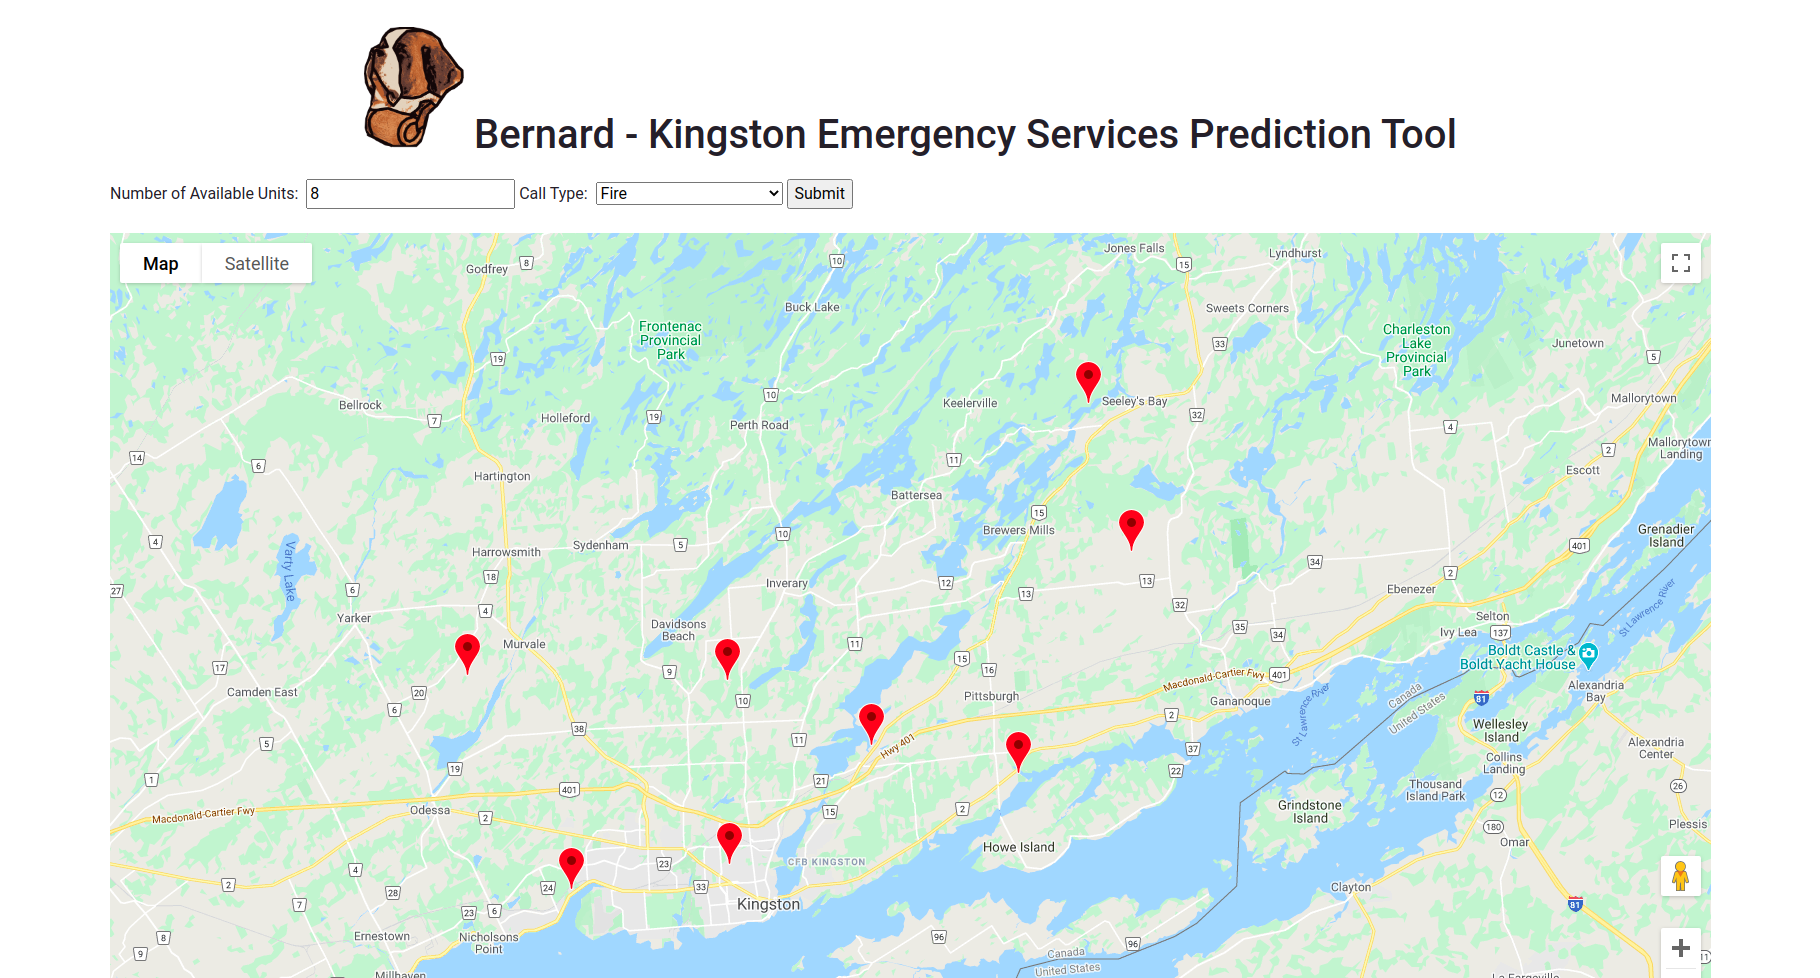 Bernard - Kingston Emergency Services Prediction Tool
Number of Available Units: 8 Call Type: Fire Submit
Map Satellite
Godfrey
8
10
Jones Falls
15
Lyndhurst
Buck Lake
Sweets Corners
Frontenac
Provincial
Park
Charleston
Lake
Provincial
Park
33
Junetown
5
19
10
Bellrock
7
Holleford
19
Perth Road
Keelerville
Seeley's Bay
32
Mallorytown
4
Mallorytown
Landing
2
14
6
Hartington
11
Escott
Battersea
15
Brewers Mills
Grenadier
Island
4
Varty Lake
Harrowsmith
Sydenham
5
10
401
34
2
27
6
18
Inverary
12
13
13
32
Ebenezer
St Lawrence River
4
Yarker
Davidsons
Beach
Selton
35
34
Ivy Lea
137
Murvale
11
15
16
Boldt Castle &
Boldt Yacht House
17
9
Macdonald-Cartier Fwy
401
Camden East
20
6
10
Pittsburgh
Gananoque
St Lawrence River
Canada
United States
81
Alexandria
Bay
2
Wellesley
Island
38
11
Hwy 401
5
37
Alexandria
Center
1
19
401
21
22
Collins
Landing
Thousand
Island Park
12
26
Macdonald-Cartier Fwy
Odessa
2
15
2
Grindstone
Island
180
Plessis
Omar
Howe Island
4
23
CFB KINGSTON
2
28
24
33
Clayton
81
7
23
6
Kingston
8
Ernestown
Nicholsons
Point
96
96
9
Canada
United States
Millhaven
La Fargeville